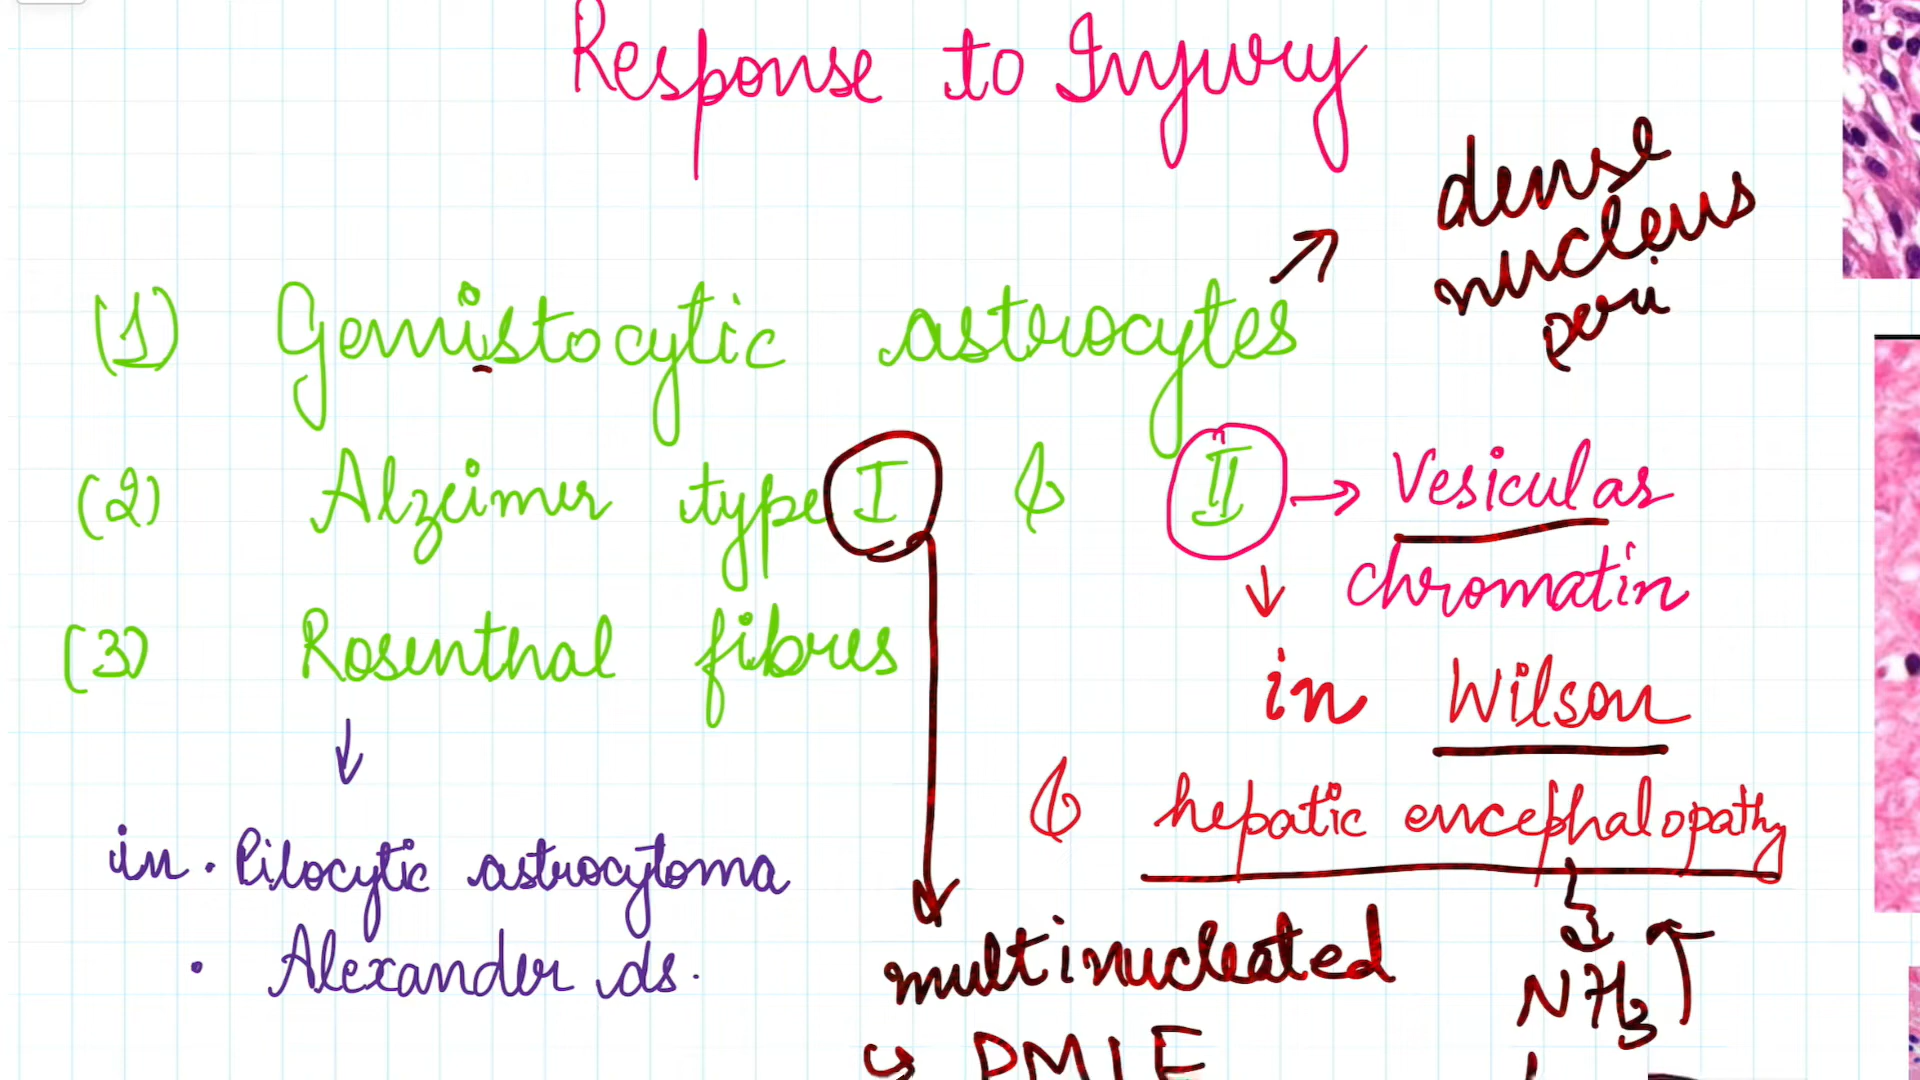 Response to Injury
dense
nucleus
peri
(1) Gemistocytic astrocytes ↗
(2) Alzeimer type I & II → Vesicular
chromatin
(3) Rosenthal fibres
↓
in Wilson
& hepatic encephalopathy
↓
in . Pilocytic astrocytoma
· Alexander ds.
multinucleated
NH3 ↑
↳ PMLE